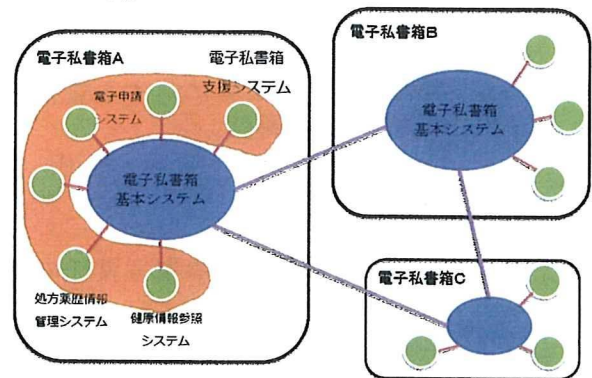 電子私書箱A
電子私書箱
支援システム
電子申請
システム
電子私書箱
基本システム
処方薬歴情報
管理システム
健康情報参照
システム
電子私書箱B
電子私書箱
基本システム
電子私書箱C